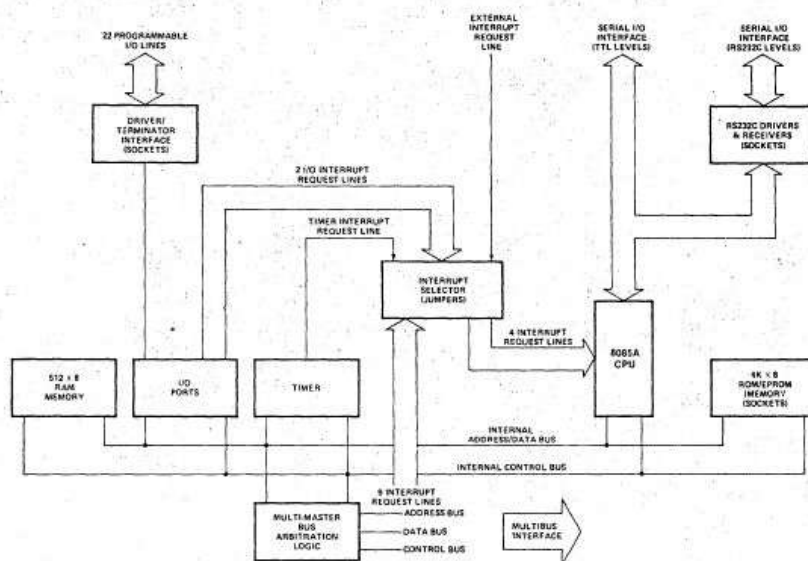 22 PROGRAMMABLE
I/O LINES
EXTERNAL
INTERRUPT
REQUEST
LINE
SERIAL I/O
INTERFACE
(TTL LEVELS)
SERIAL I/O
INTERFACE
(RS232C LEVELS)
DRIVER/
TERMINATOR
INTERFACE
(SOCKETS)
RS232C DRIVERS
& RECEIVERS
(SOCKETS)
2 I/O INTERRUPT
REQUEST LINES
TIMER INTERRUPT
REQUEST LINE
INTERRUPT
SELECTOR
(JUMPERS)
4 INTERRUPT
REQUEST LINES
8085A
CPU
512 × 8
RAM
MEMORY
I/O
PORTS
TIMER
4K × 8
ROM/EPROM
MEMORY
(SOCKETS)
INTERNAL
ADDRESS/DATA BUS
INTERNAL CONTROL BUS
INTERRUPT
REQUEST LINES
MULTI-MASTER
BUS
ARBITRATION
LOGIC
ADDRESS BUS
DATA BUS
CONTROL BUS
MULTIBUS
INTERFACE